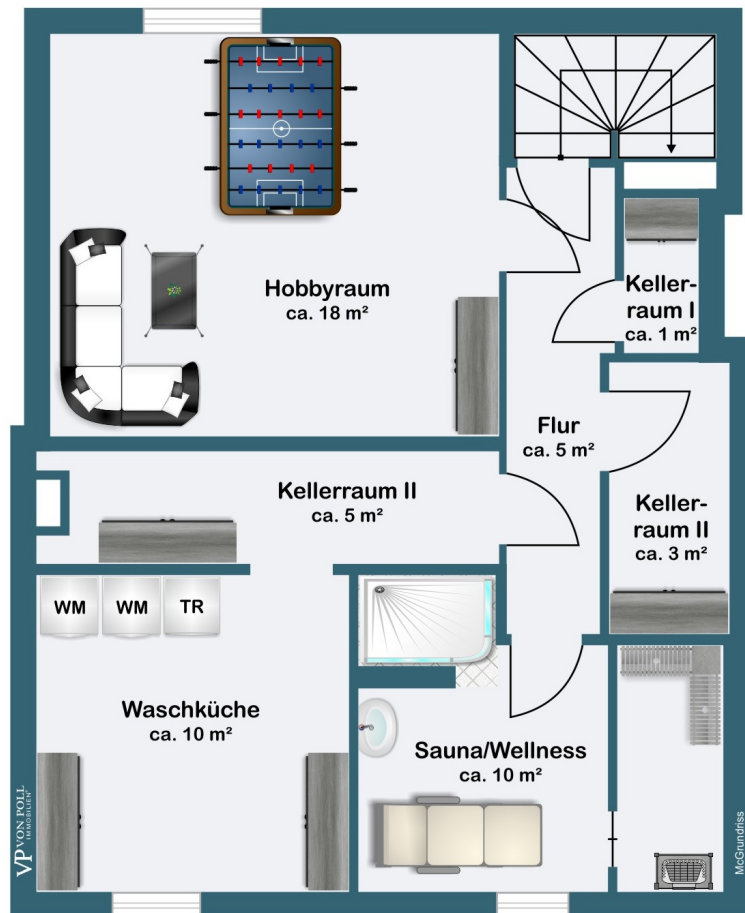 Hobbyraum
ca. 18 m²
Keller-
raum I
ca. 1 m²
Flur
ca. 5 m²
Kellerraum II
ca. 5 m²
Keller-
raum II
ca. 3 m²
WM
WM
TR
Waschküche
ca. 10 m²
Sauna/Wellness
ca. 10 m²
VP VON POLL
IMMOBILIEN
McGrundriss